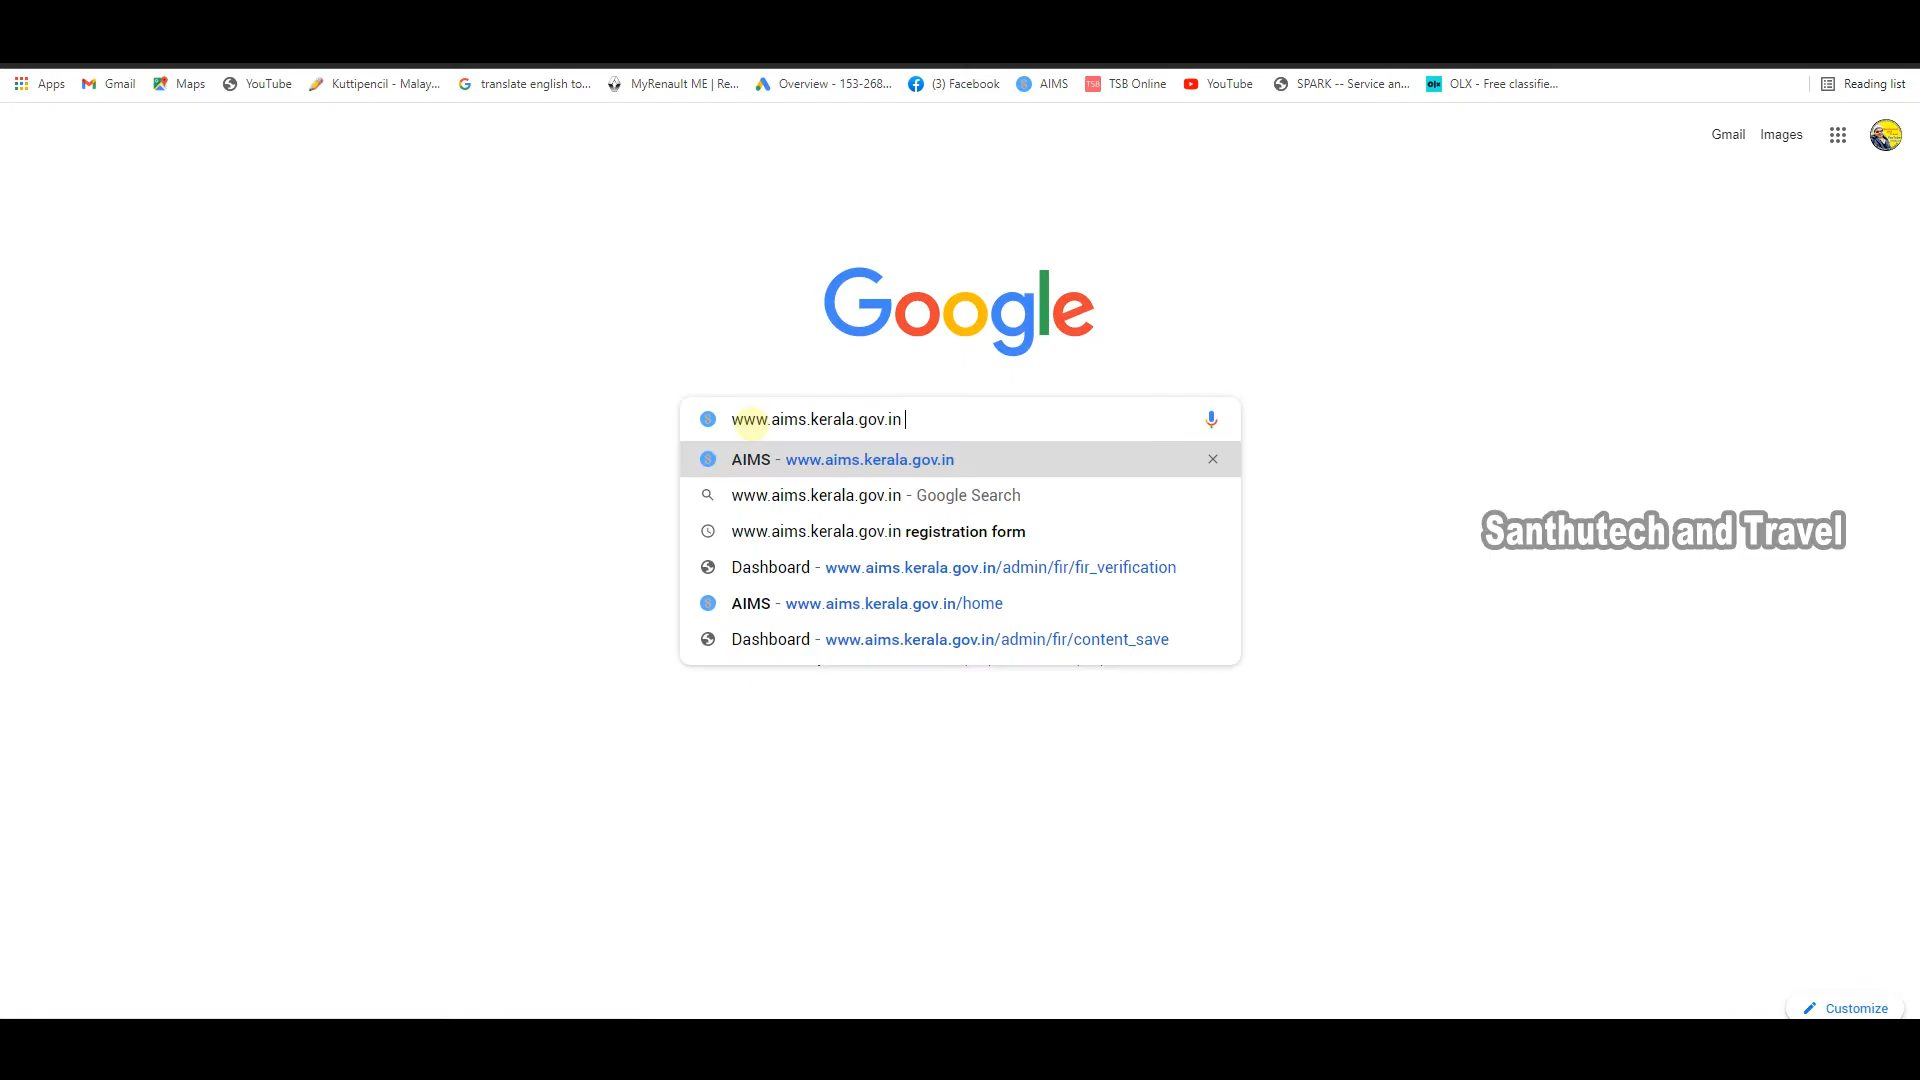 Apps Gmail Maps YouTube Kuttipencil - Malay... translate english to... MyRenault ME | Re... Overview - 153-268... (3) Facebook AIMS TSB TSB Online YouTube SPARK -- Service an... olx OLX - Free classifie... Reading list
Gmail Images
Google
www.aims.kerala.gov.in
AIMS - www.aims.kerala.gov.in
www.aims.kerala.gov.in - Google Search
www.aims.kerala.gov.in registration form
Santhutech and Travel
Dashboard - www.aims.kerala.gov.in/admin/fir/fir_verification
AIMS - www.aims.kerala.gov.in/home
Dashboard - www.aims.kerala.gov.in/admin/fir/content_save
Customize